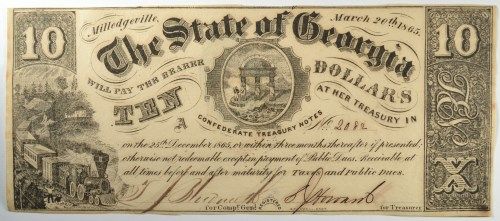 10
Milledgeville,
March 20th, 1865.
10
The State of Georgia
WILL PAY THE BEARER
TEN
DOLLARS
AT HER TREASURY IN
CONFEDERATE TREASURY NOTES
A
No. 2082
on the 25th December 1865, or within three months thereafter if presented;
otherwise not redeemable except in payment of Public Dues. Receivable at
all times before and after maturity for Taxes and Public Dues.
for Compt. Genl.
for Treasurer
TEN
X